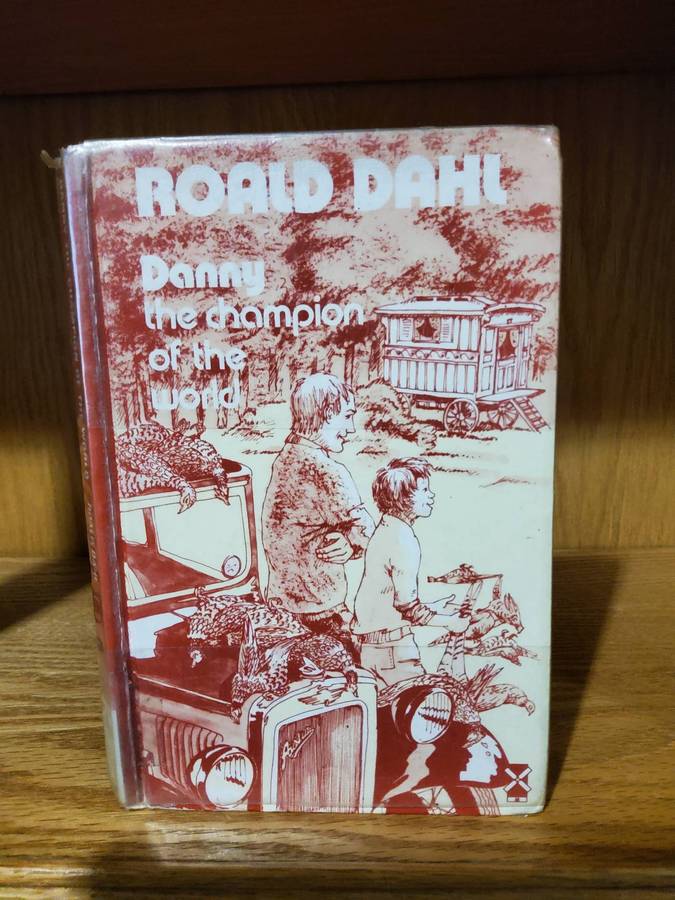 ROALD DAHL
Danny
the champion
of the
world